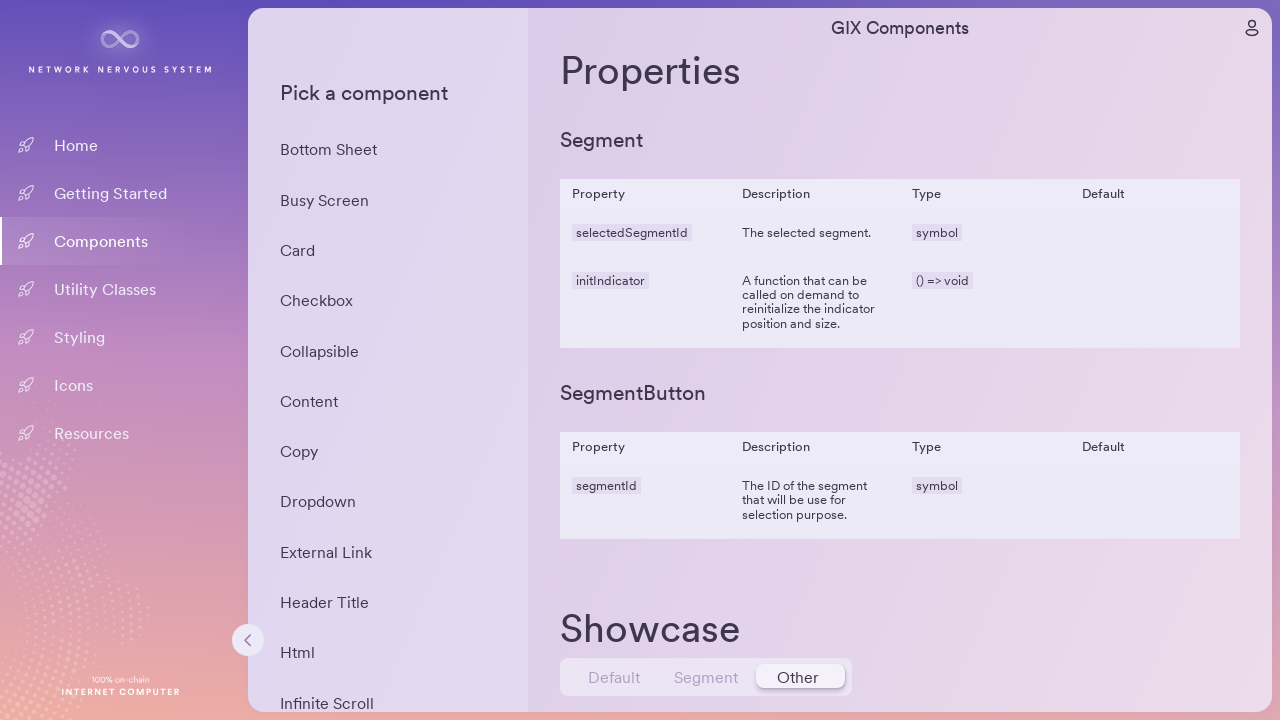 NETWORK NERVOUS SYSTEM
Home
Getting Started
Components
Utility Classes
Styling
Icons
Resources
100% on-chain
INTERNET COMPUTER
Pick a component
Bottom Sheet
Busy Screen
Card
Checkbox
Collapsible
Content
Copy
Dropdown
External Link
Header Title
Html
Infinite Scroll
GIX Components
Properties
Segment
Property Description Type Default
selectedSegmentId The selected segment. symbol
initIndicator A function that can be () => void
called on demand to
reinitialize the indicator
position and size.
SegmentButton
Property Description Type Default
segmentId The ID of the segment symbol
that will be use for
selection purpose.
Showcase
Default Segment Other